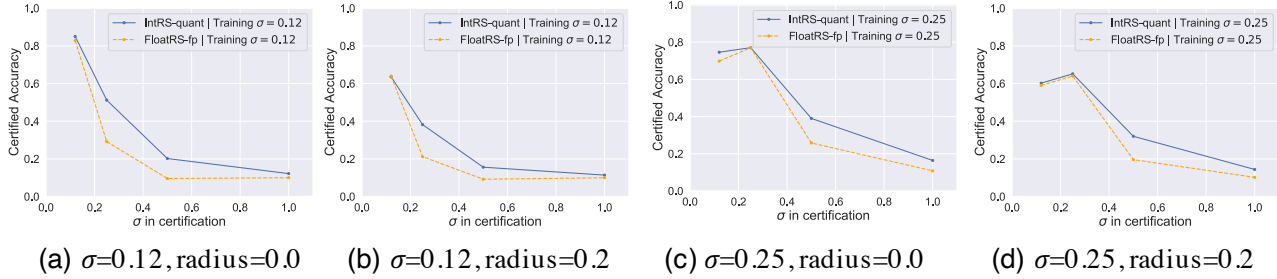 IntRS-quant | Training σ = 0.12
FloatRS-fp | Training σ = 0.12
Certified Accuracy
1.0
0.8
0.6
0.4
0.2
0.0
0.0 0.2 0.4 0.6 0.8 1.0
σ in certification
(a) σ=0.12, radius=0.0
IntRS-quant | Training σ = 0.12
FloatRS-fp | Training σ = 0.12
Certified Accuracy
1.0
0.8
0.6
0.4
0.2
0.0
0.0 0.2 0.4 0.6 0.8 1.0
σ in certification
(b) σ=0.12, radius=0.2
IntRS-quant | Training σ = 0.25
FloatRS-fp | Training σ = 0.25
Certified Accuracy
1.0
0.8
0.6
0.4
0.2
0.0
0.0 0.2 0.4 0.6 0.8 1.0
σ in certification
(c) σ=0.25, radius=0.0
IntRS-quant | Training σ = 0.25
FloatRS-fp | Training σ = 0.25
Certified Accuracy
1.0
0.8
0.6
0.4
0.2
0.0
0.0 0.2 0.4 0.6 0.8 1.0
σ in certification
(d) σ=0.25, radius=0.2